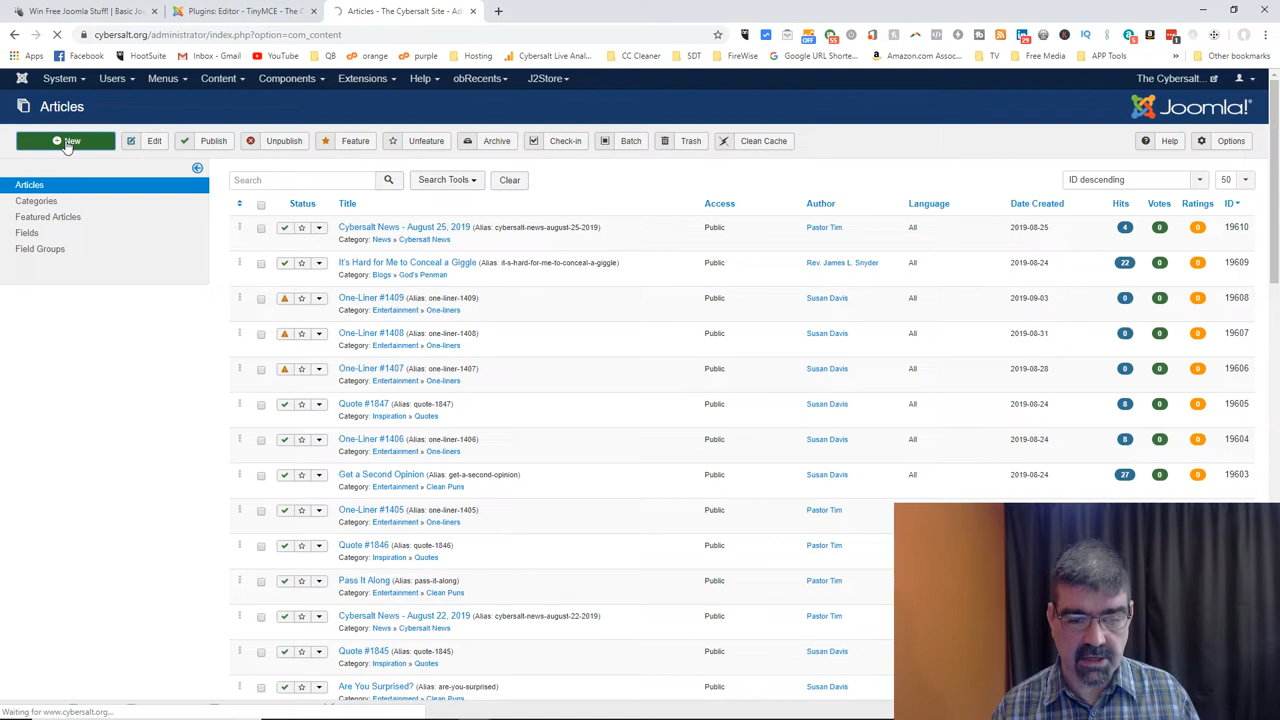 Win Free Joomla Stuff! | Basic Joo
Plugins: Editor - TinyMCE - The C
Articles - The Cybersalt Site - Ad
cybersalt.org/administrator/index.php?option=com_content
Apps Facebook HootSuite Inbox - Gmail YouTube QB orange purple Hosting Cybersalt Live Anal... CC Cleaner SDT FireWise Google URL Shorte... Amazon.com Assoc... TV Free Media APP Tools Other bookmarks
System Users Menus Content Components Extensions Help obRecents J2Store The Cybersalt...
Articles Joomla!
New Edit Publish Unpublish Feature Unfeature Archive Check-in Batch Trash Clean Cache Help Options
Articles
Categories
Featured Articles
Fields
Field Groups
Search Search Tools Clear ID descending 50
Status Title Access Author Language Date Created Hits Votes Ratings ID
Cybersalt News - August 25, 2019 (Alias: cybersalt-news-august-25-2019) Public Pastor Tim All 2019-08-25 4 0 0 19610
Category: News » Cybersalt News
It's Hard for Me to Conceal a Giggle (Alias: it-s-hard-for-me-to-conceal-a-giggle) Public Rev. James L. Snyder All 2019-08-24 22 0 0 19609
Category: Blogs » God's Penman
One-Liner #1409 (Alias: one-liner-1409) Public Susan Davis All 2019-09-03 0 0 0 19608
Category: Entertainment » One-liners
One-Liner #1408 (Alias: one-liner-1408) Public Susan Davis All 2019-08-31 0 0 0 19607
Category: Entertainment » One-liners
One-Liner #1407 (Alias: one-liner-1407) Public Susan Davis All 2019-08-28 0 0 0 19606
Category: Entertainment » One-liners
Quote #1847 (Alias: quote-1847) Public Susan Davis All 2019-08-24 8 0 0 19605
Category: Inspiration » Quotes
One-Liner #1406 (Alias: one-liner-1406) Public Susan Davis All 2019-08-24 8 0 0 19604
Category: Entertainment » One-liners
Get a Second Opinion (Alias: get-a-second-opinion) Public Susan Davis All 2019-08-24 27 0 0 19603
Category: Entertainment » Clean Puns
One-Liner #1405 (Alias: one-liner-1405) Public Pastor Tim
Category: Entertainment » One-liners
Quote #1846 (Alias: quote-1846) Public Pastor Tim
Category: Inspiration » Quotes
Pass It Along (Alias: pass-it-along) Public Pastor Tim
Category: Entertainment » Clean Puns
Cybersalt News - August 22, 2019 (Alias: cybersalt-news-august-22-2019) Public Pastor Tim
Category: News » Cybersalt News
Quote #1845 (Alias: quote-1845) Public Susan Davis
Category: Inspiration » Quotes
Are You Surprised? (Alias: are-you-surprised) Public Susan Davis
Category: Entertainment » Clean Puns
Waiting for www.cybersalt.org...